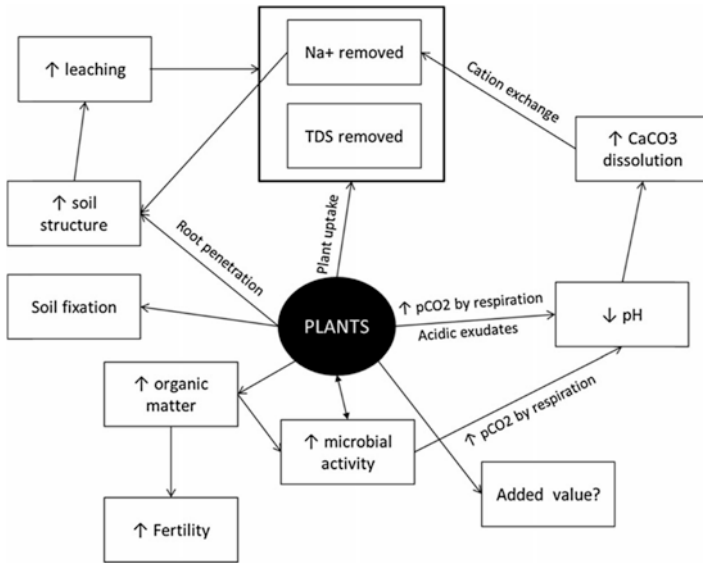 ↑ leaching
Na+ removed
TDS removed
Cation exchange
↑ CaCO3
dissolution
↑ soil
structure
Root penetration
Plant uptake
Soil fixation
PLANTS
↑ pCO2 by respiration
Acidic exudates
↓ pH
↑ organic
matter
↑ microbial
activity
↑ pCO2 by respiration
Added value?
↑ Fertility